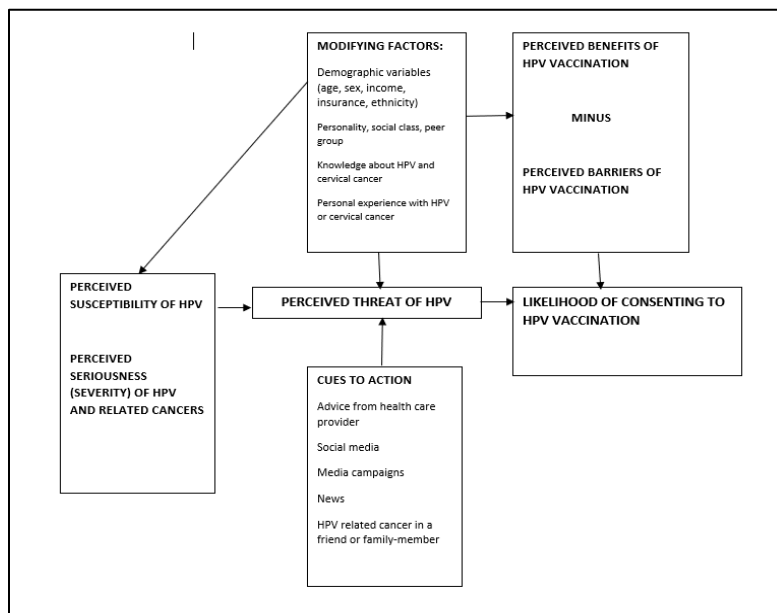 MODIFYING FACTORS:
Demographic variables
(age, sex, income,
insurance, ethnicity)
Personality, social class, peer
group
Knowledge about HPV and
cervical cancer
Personal experience with HPV
or cervical cancer
PERCEIVED BENEFITS OF
HPV VACCINATION
MINUS
PERCEIVED BARRIERS OF
HPV VACCINATION
PERCEIVED
SUSCEPTIBILITY OF HPV
PERCEIVED
SERIOUSNESS
(SEVERITY) OF HPV
AND RELATED CANCERS
PERCEIVED THREAT OF HPV
LIKELIHOOD OF CONSENTING TO
HPV VACCINATION
CUES TO ACTION
Advice from health care
provider
Social media
Media campaigns
News
HPV related cancer in a
friend or family-member